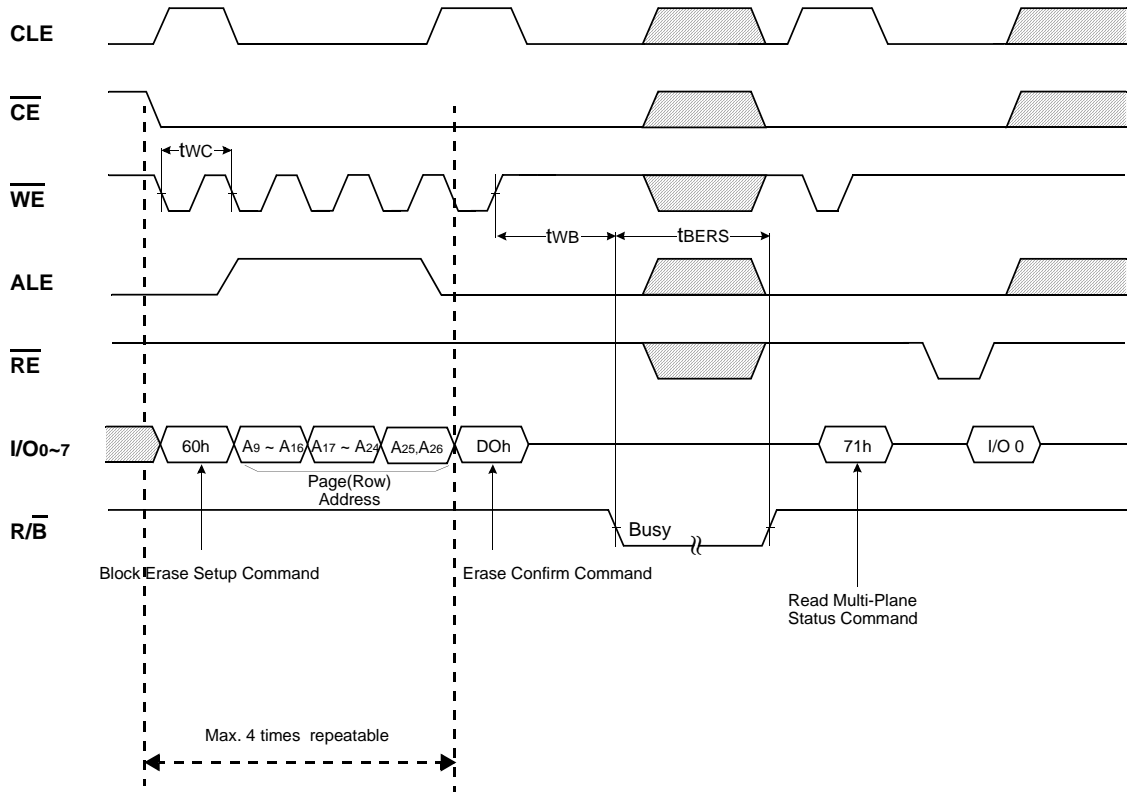 CLE
CE
tWC
WE
tWB
tBERS
ALE
RE
I/O0~7
60h
A9 ~ A16
A17 ~ A24
A25,A26
DOh
71h
I/O 0
Page(Row)
Address
R/B
Busy
Block Erase Setup Command
Erase Confirm Command
Read Multi-Plane
Status Command
Max. 4 times repeatable